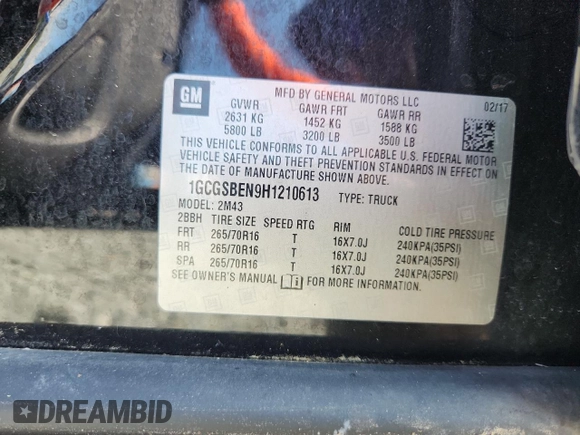 GM
MFD BY GENERAL MOTORS LLC
02/17
GVWR GAWR FRT GAWR RR
2631 KG 1452 KG 1588 KG
5800 LB 3200 LB 3500 LB
THIS VEHICLE CONFORMS TO ALL APPLICABLE U.S. FEDERAL MOTOR
VEHICLE SAFETY AND THEFT PREVENTION STANDARDS IN EFFECT ON
THE DATE OF MANUFACTURE SHOWN ABOVE.
1GCGSBEN9H1210613 TYPE: TRUCK
MODEL: 2M43
2BBH TIRE SIZE SPEED RTG RIM COLD TIRE PRESSURE
FRT 265/70R16 T 16X7.0J 240KPA(35PSI)
RR 265/70R16 T 16X7.0J 240KPA(35PSI)
SPA 265/70R16 T 16X7.0J 240KPA(35PSI)
SEE OWNER'S MANUAL FOR MORE INFORMATION.
DREAMBID